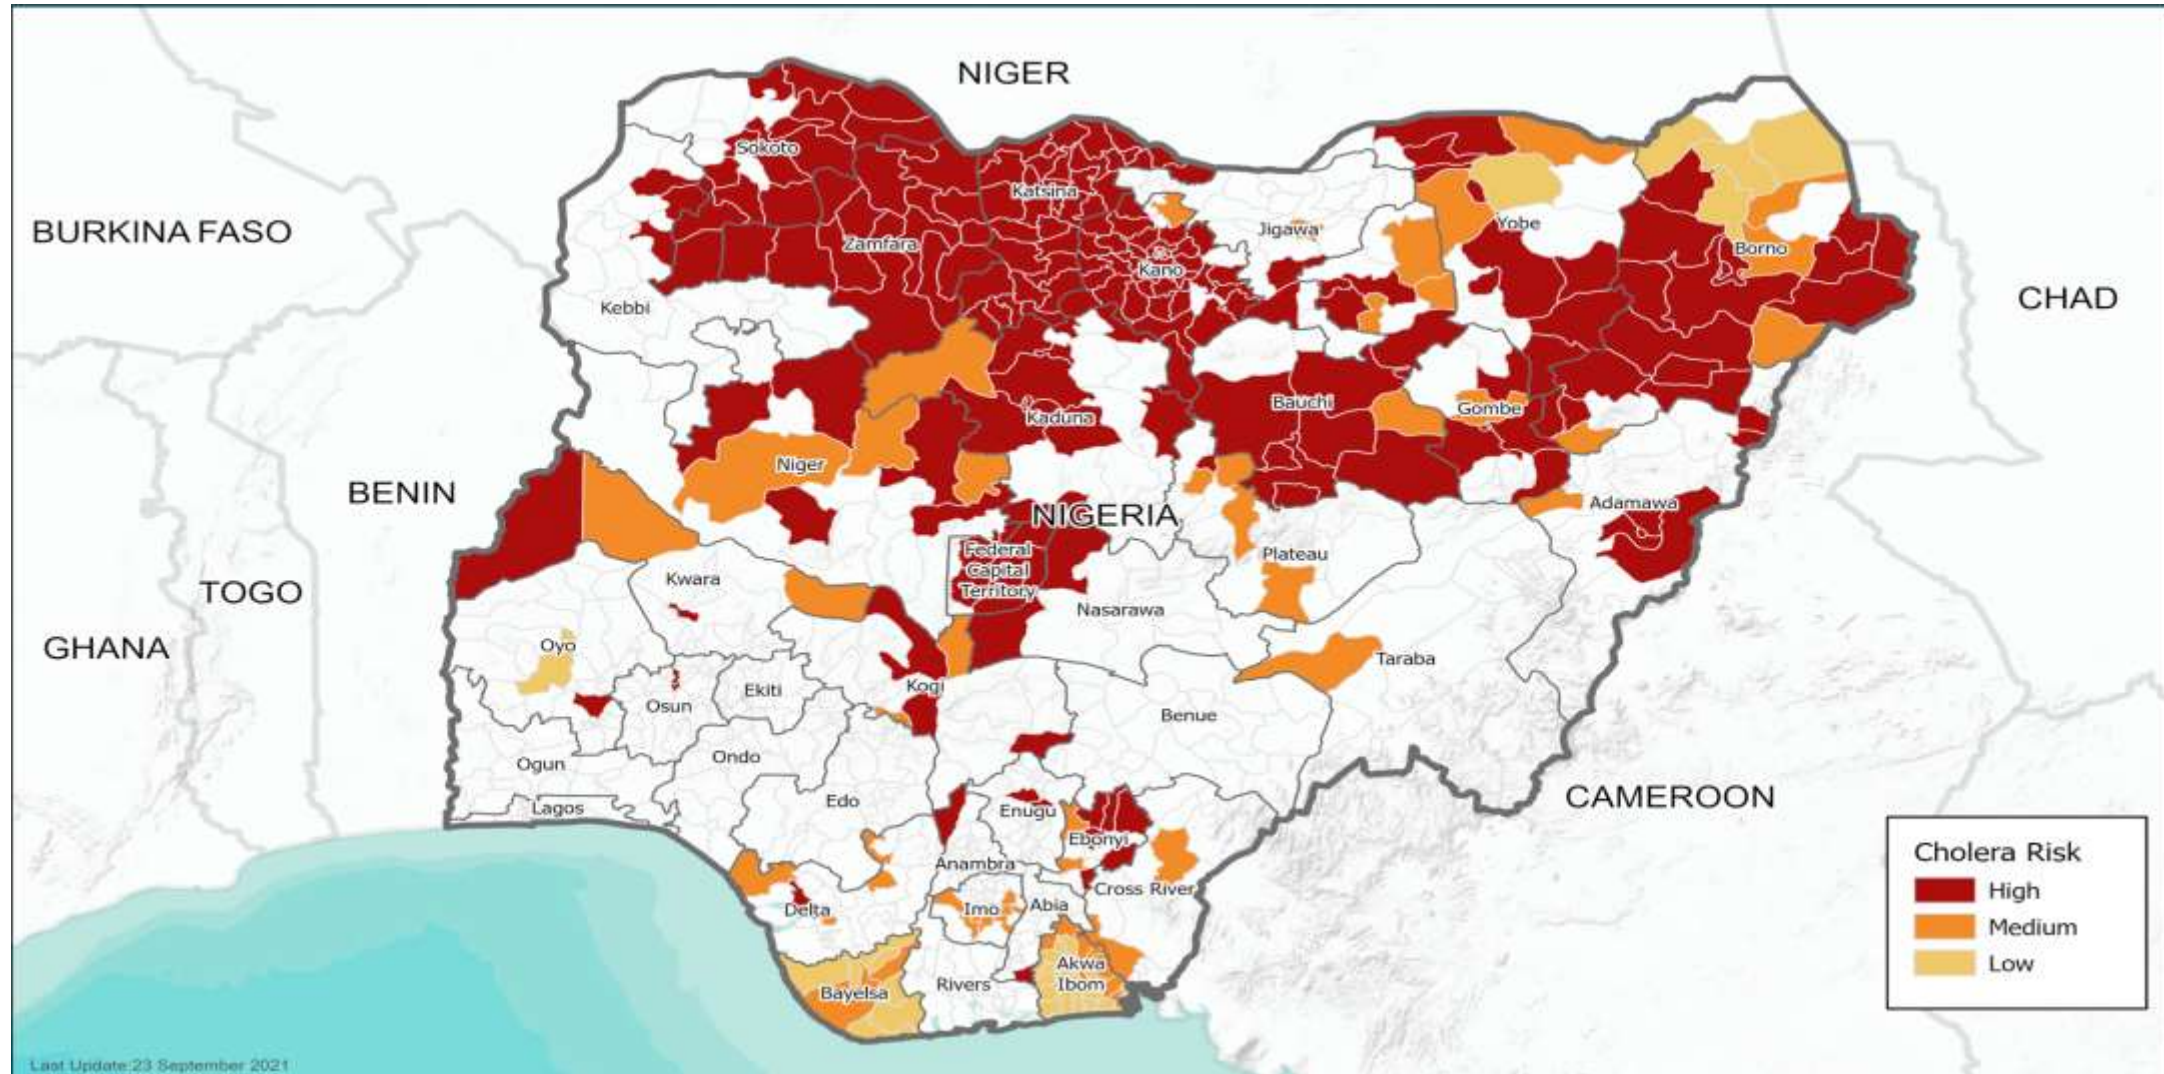 NIGER
Sokoto
Katsina
BURKINA FASO
Yobe
Jigawa
Zamfara
Borno
Kano
CHAD
Kebbi
Bauchi
Gombe
Kaduna
Niger
BENIN
Adamawa
NIGERIA
Federal
Capital
Territory
Plateau
Kwara
TOGO
Nasarawa
GHANA
Oyo
Taraba
Kogi
Ekiti
Osun
Benue
Ondo
Ogun
CAMEROON
Edo
Lagos
Enugu
Ebonyi
Anambra
Cross River
Delta
Imo
Abia
Akwa
Ibom
Rivers
Bayelsa
Cholera Risk
High
Medium
Low
Last Update:23 September 2021